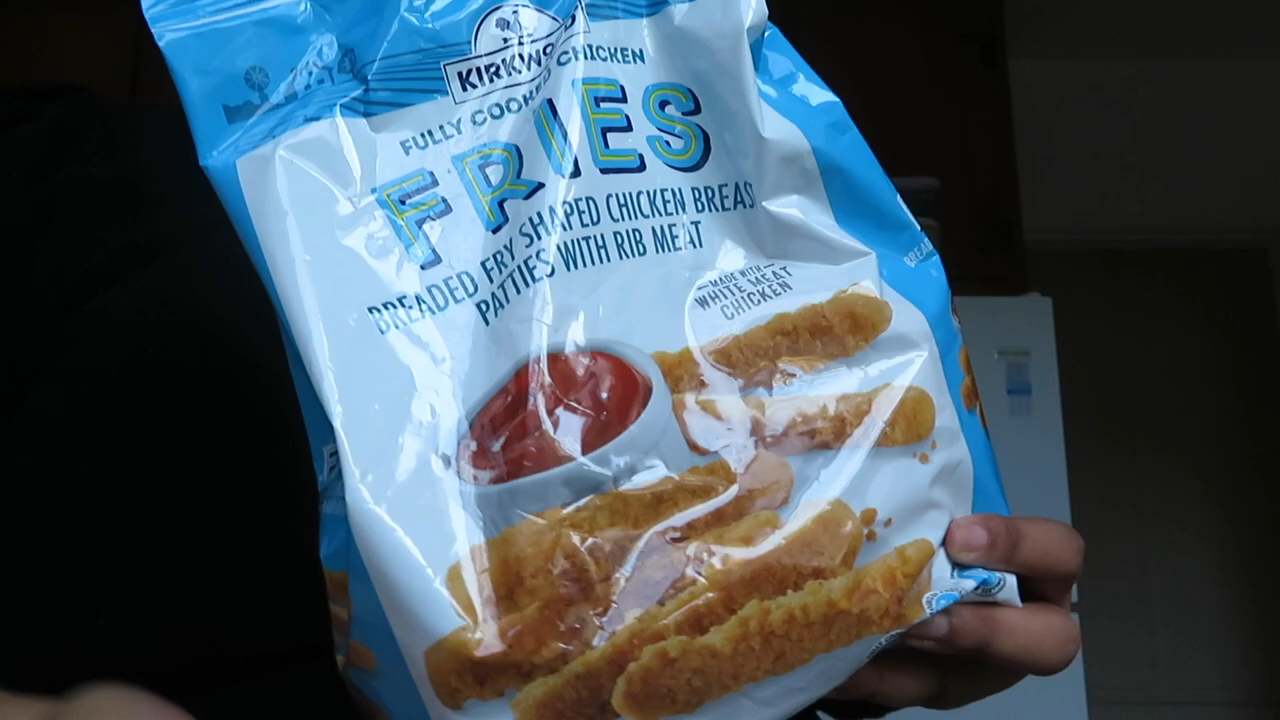 KIRKWOOD
FULLY COOKED CHICKEN
FRIES
BREADED FRY SHAPED CHICKEN BREAST
PATTIES WITH RIB MEAT
MADE WITH
WHITE MEAT
CHICKEN